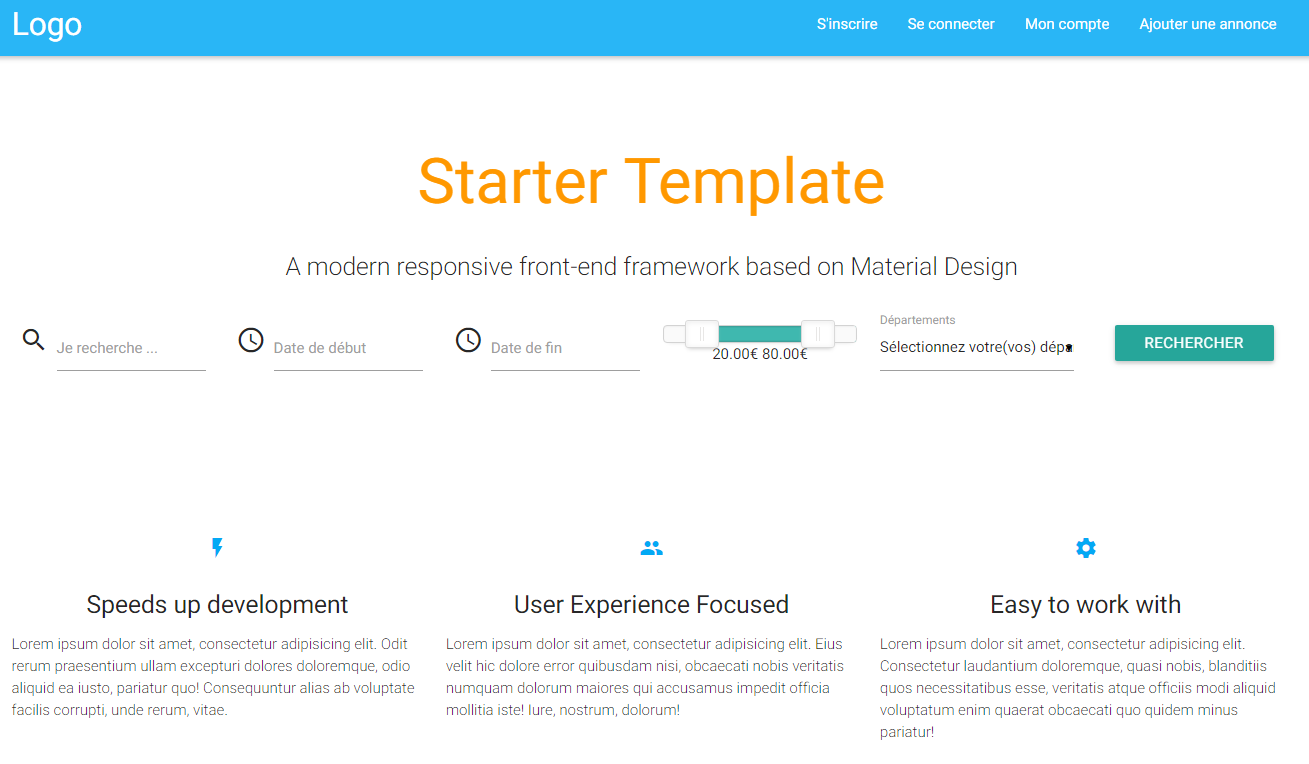 Logo
S'inscrire Se connecter Mon compte Ajouter une annonce
Starter Template
A modern responsive front-end framework based on Material Design
Départements
Je recherche ...
Date de début
Date de fin
20.00€ 80.00€
Sélectionnez votre(vos) dépa
RECHERCHER
Speeds up development
Lorem ipsum dolor sit amet, consectetur adipisicing elit. Odit
rerum praesentium ullam excepturi dolores doloremque, odio
aliquid ea iusto, pariatur quo! Consequuntur alias ab voluptate
facilis corrupti, unde rerum, vitae.
User Experience Focused
Lorem ipsum dolor sit amet, consectetur adipisicing elit. Eius
velit hic dolore error quibusdam nisi, obcaecati nobis veritatis
numquam dolorum maiores qui accusamus impedit officia
mollitia iste! Iure, nostrum, dolorum!
Easy to work with
Lorem ipsum dolor sit amet, consectetur adipisicing elit.
Consectetur laudantium doloremque, quasi nobis, blanditiis
quos necessitatibus esse, veritatis atque officiis modi aliquid
voluptatum enim quaerat obcaecati quo quidem minus
pariatur!